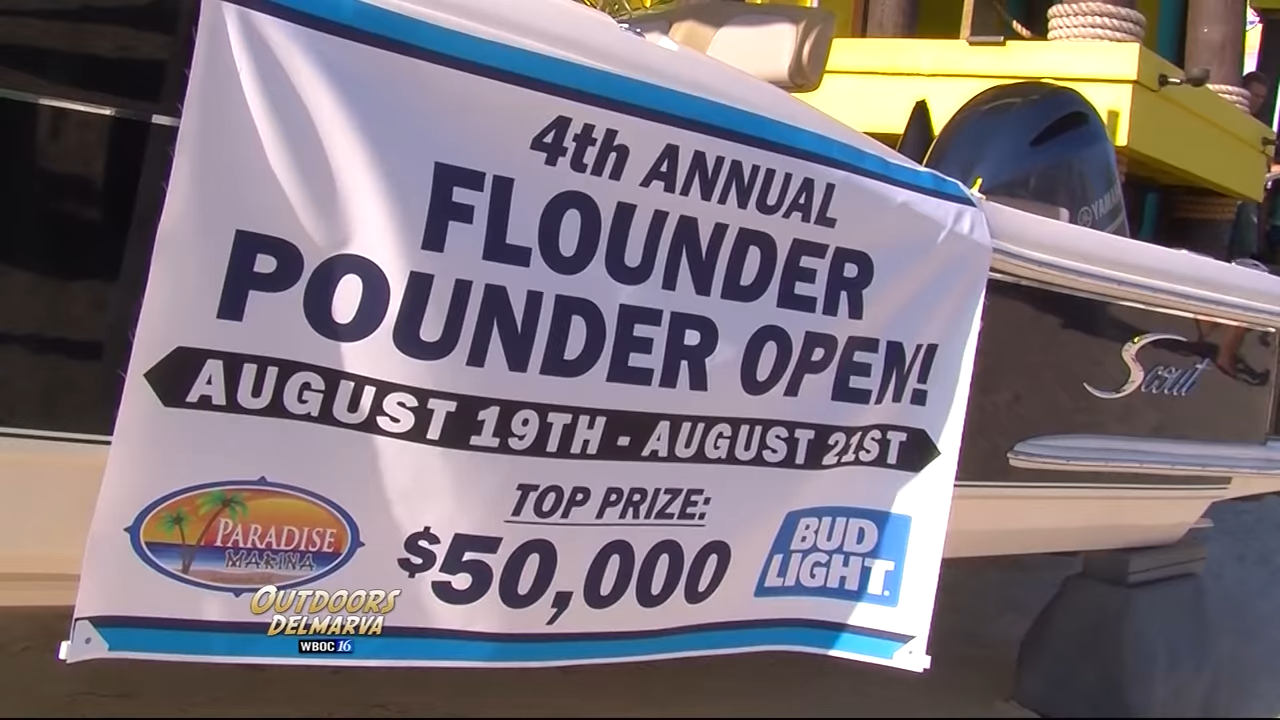 4th ANNUAL
FLOUNDER
POUNDER OPEN!
AUGUST 19TH - AUGUST 21ST
TOP PRIZE:
$50,000
PARADISE
MARINA
BUD
LIGHT.
OUTDOORS
DELMARVA
WBOC 16
Scout
YAMA